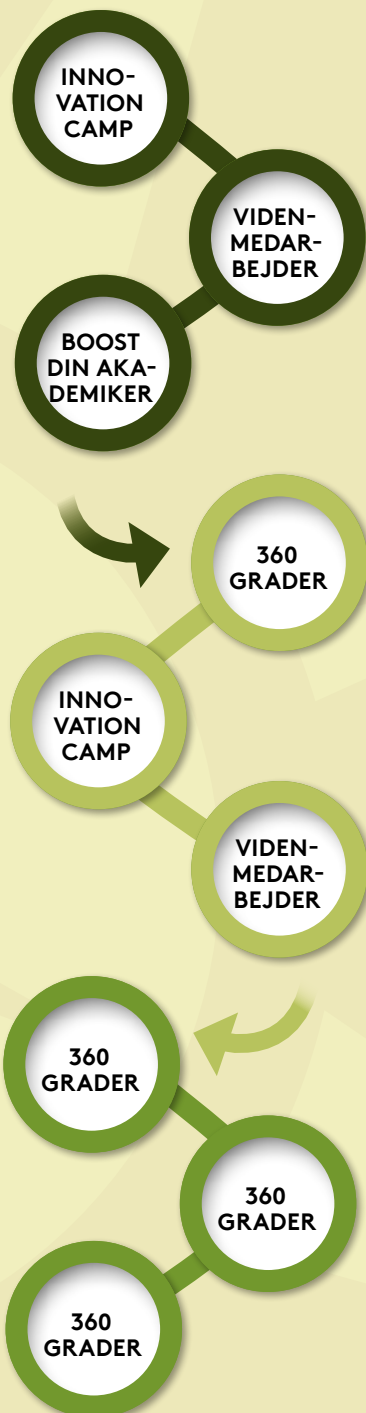 INNO-
VATION
CAMP
VIDEN-
MEDAR-
BEJDER
BOOST
DIN AKA-
DEMIKER
360
GRADER
INNO-
VATION
CAMP
VIDEN-
MEDAR-
BEJDER
360
GRADER
360
GRADER
360
GRADER